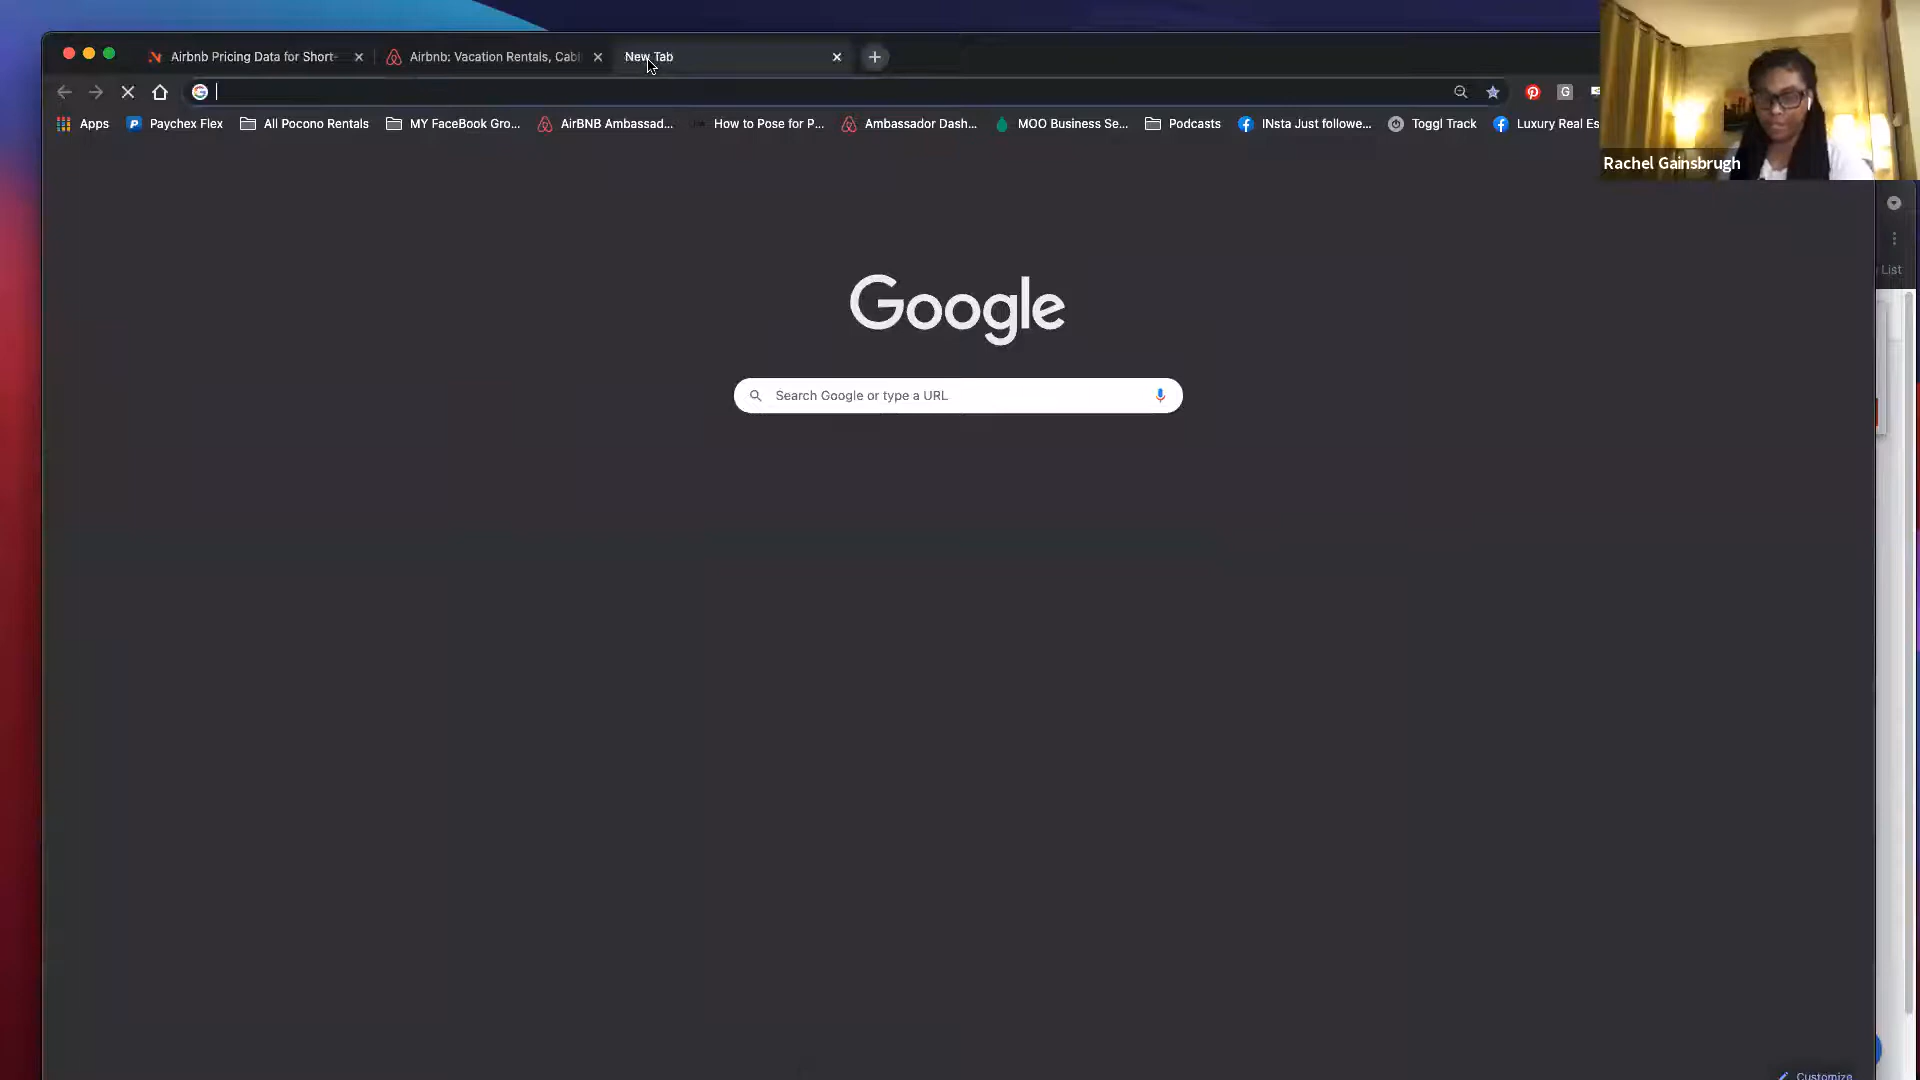 Airbnb Pricing Data for Short-
Airbnb: Vacation Rentals, Cabi
New Tab
Apps
Paychex Flex
All Pocono Rentals
MY FaceBook Gro...
AirBNB Ambassad...
How to Pose for P...
Ambassador Dash...
MOO Business Se...
Podcasts
INsta Just followe...
Toggl Track
Luxury Real Es
Rachel Gainsbrugh
List
Google
Search Google or type a URL
Customize